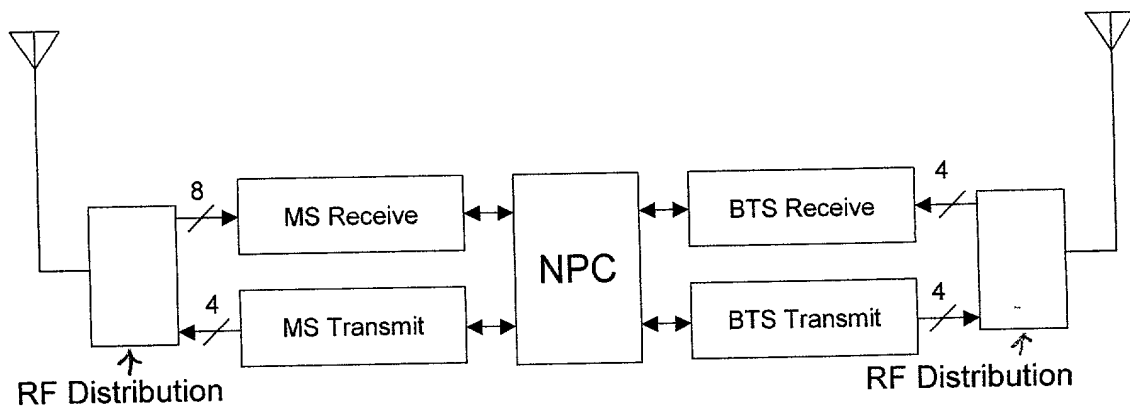 8
4
MS Receive
BTS Receive
NPC
4
4
MS Transmit
BTS Transmit
RF Distribution
RF Distribution